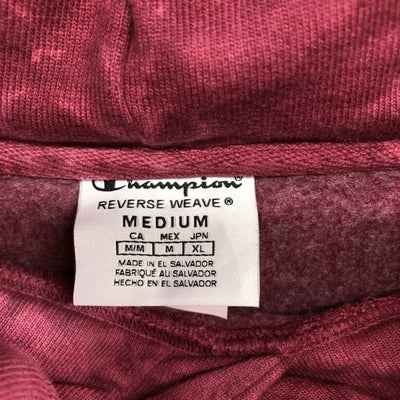 Champion
REVERSE WEAVE®
MEDIUM
CA MEX JPN
M/M M XL
MADE IN EL SALVADOR
FABRIQUÉ AU EL SALVADOR
HECHO EN EL SALVADOR